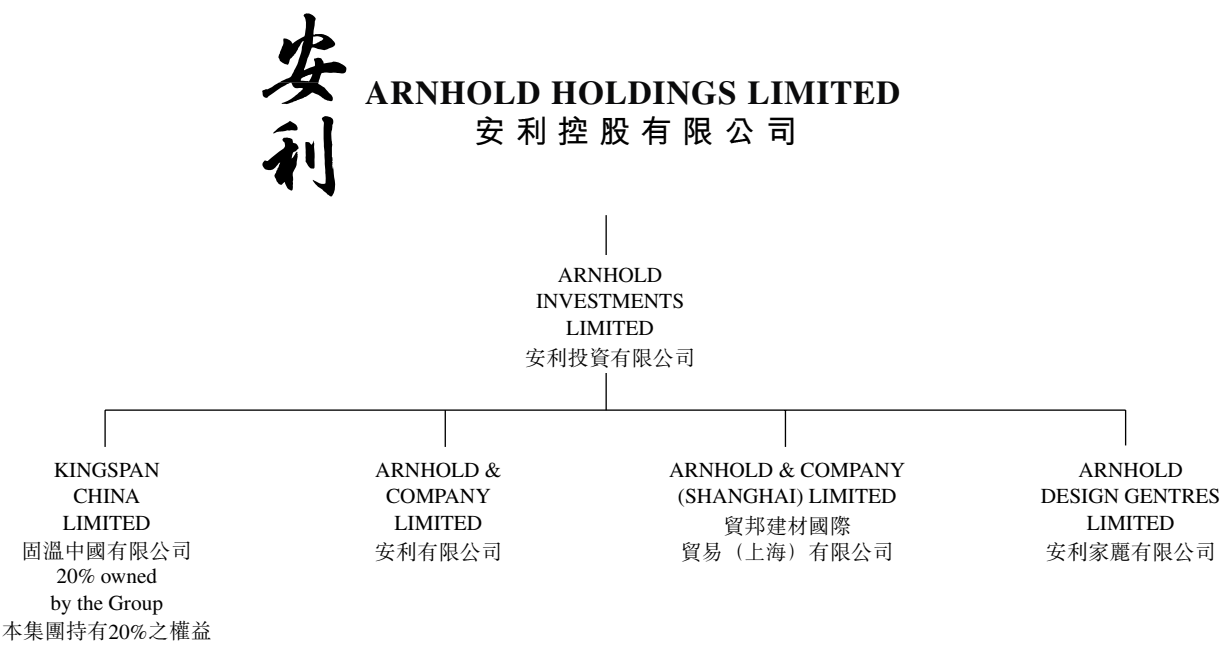 安利
ARNHOLD HOLDINGS LIMITED
安利控股有限公司
ARNHOLD
INVESTMENTS
LIMITED
安利投資有限公司
KINGSPAN
CHINA
LIMITED
固溫中國有限公司
20% owned
by the Group
本集團持有20%之權益
ARNHOLD &
COMPANY
LIMITED
安利有限公司
ARNHOLD & COMPANY
(SHANGHAI) LIMITED
貿邦建材國際
貿易（上海）有限公司
ARNHOLD
DESIGN GENTRES
LIMITED
安利家麗有限公司